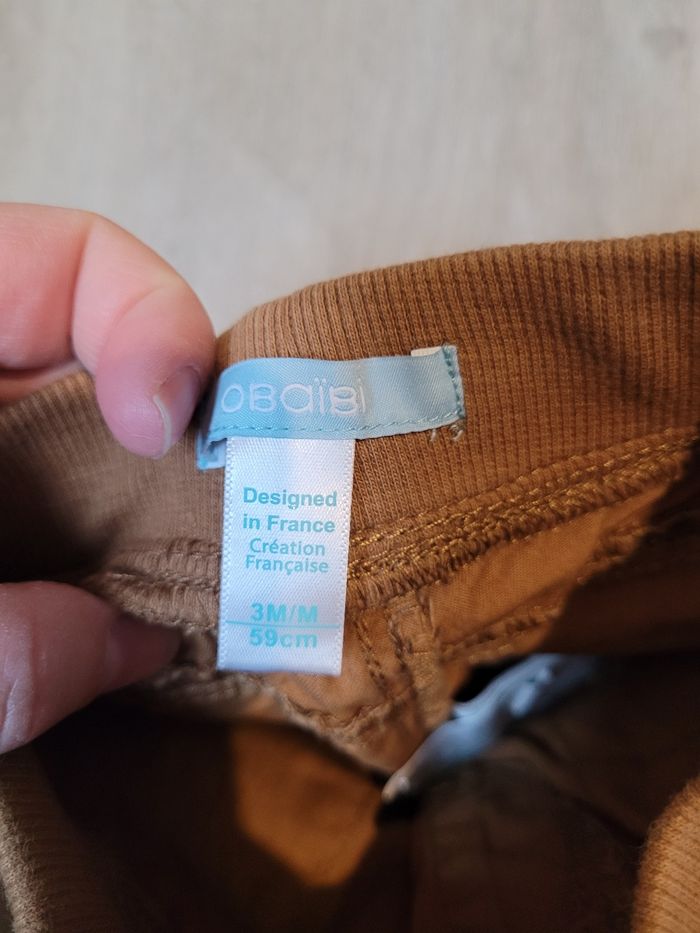 OBAÏBI
Designed
in France
Création
Française
3M/M
59cm